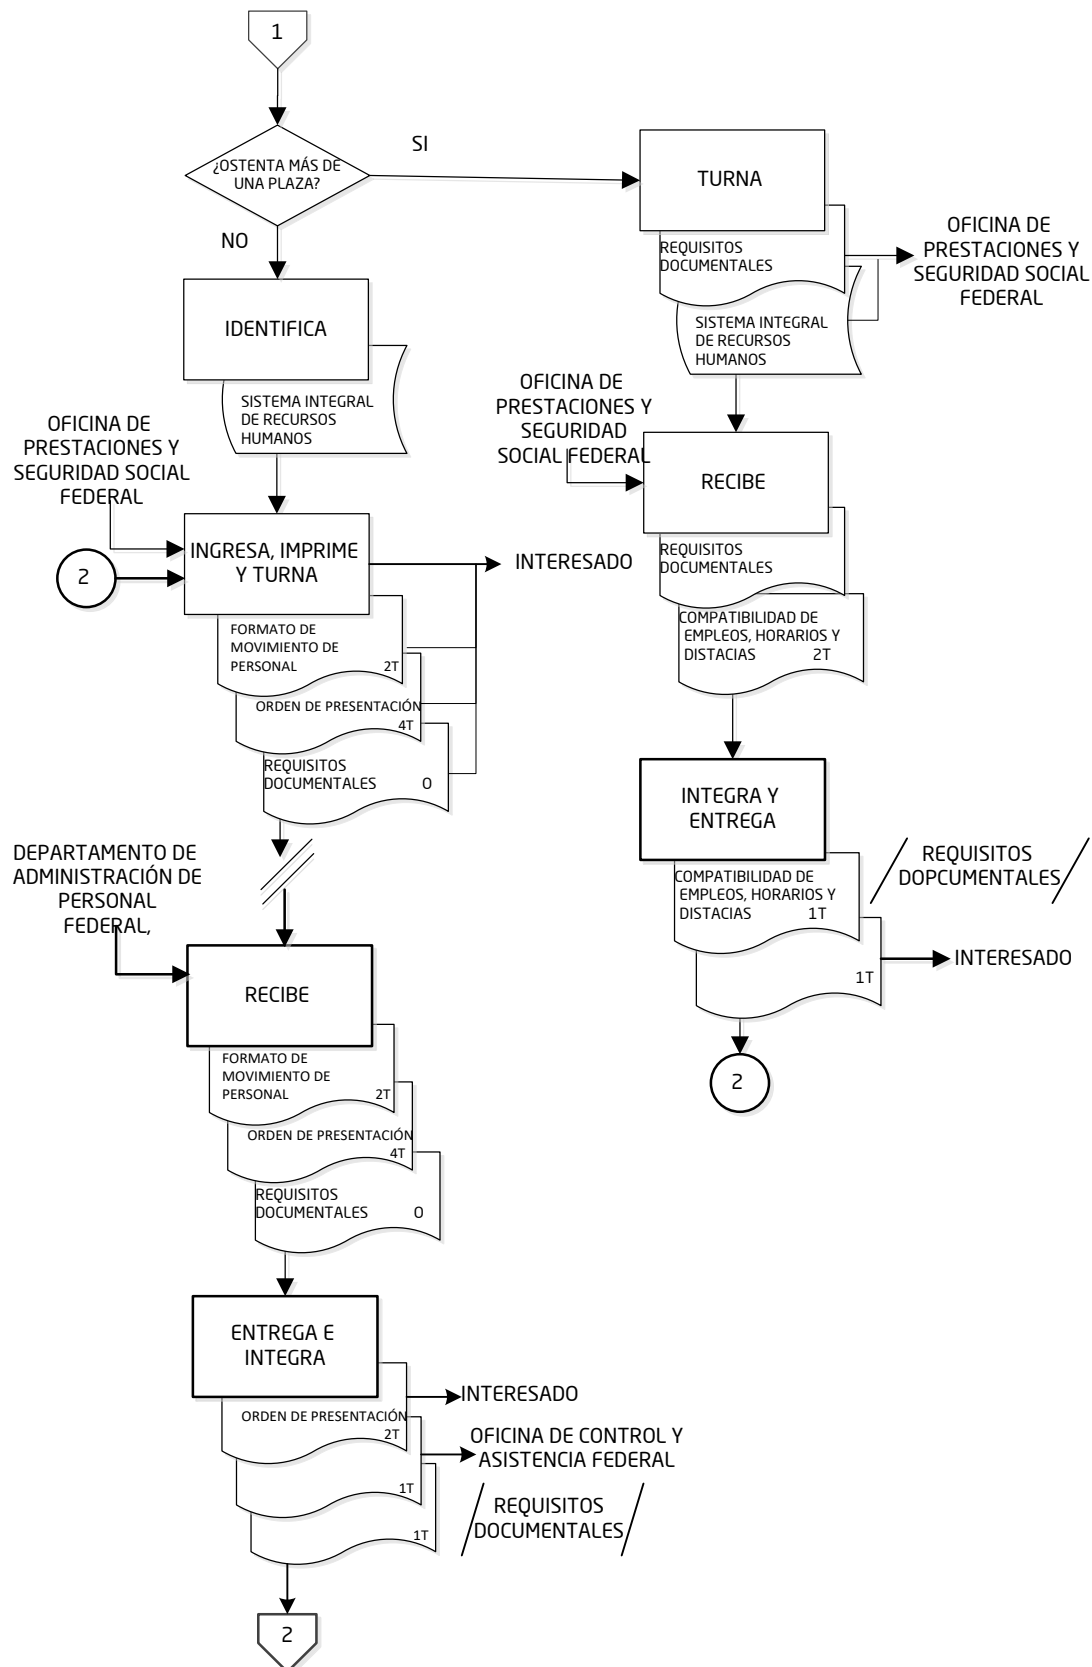 1
¿OSTENTA MÁS DE
UNA PLAZA?
SI
NO
TURNA
REQUISITOS
DOCUMENTALES
SISTEMA INTEGRAL
DE RECURSOS
HUMANOS
OFICINA DE
PRESTACIONES Y
SEGURIDAD SOCIAL
FEDERAL
IDENTIFICA
SISTEMA INTEGRAL
DE RECURSOS
HUMANOS
OFICINA DE
PRESTACIONES Y
SEGURIDAD
SOCIAL FEDERAL
RECIBE
REQUISITOS
DOCUMENTALES
COMPATIBILIDAD DE
EMPLEOS, HORARIOS Y
DISTACIAS 2T
OFICINA DE
PRESTACIONES Y
SEGURIDAD SOCIAL
FEDERAL
2
INGRESA, IMPRIME
Y TURNA
INTERESADO
FORMATO DE
MOVIMIENTO DE
PERSONAL 2T
ORDEN DE PRESENTACIÓN
4T
REQUISITOS
DOCUMENTALES O
INTEGRA Y
ENTREGA
COMPATIBILIDAD DE
EMPLEOS, HORARIOS Y
DISTACIAS 1T
1T
REQUISITOS
DOPCUMENTALES
INTERESADO
2
DEPARTAMENTO DE
ADMINISTRACIÓN DE
PERSONAL
FEDERAL,
RECIBE
FORMATO DE
MOVIMIENTO DE
PERSONAL 2T
ORDEN DE PRESENTACIÓN
4T
REQUISITOS
DOCUMENTALES O
ENTREGA E
INTEGRA
ORDEN DE PRESENTACIÓN
2T
1T
1T
INTERESADO
OFICINA DE CONTROL Y
ASISTENCIA FEDERAL
REQUISITOS
DOCUMENTALES
2